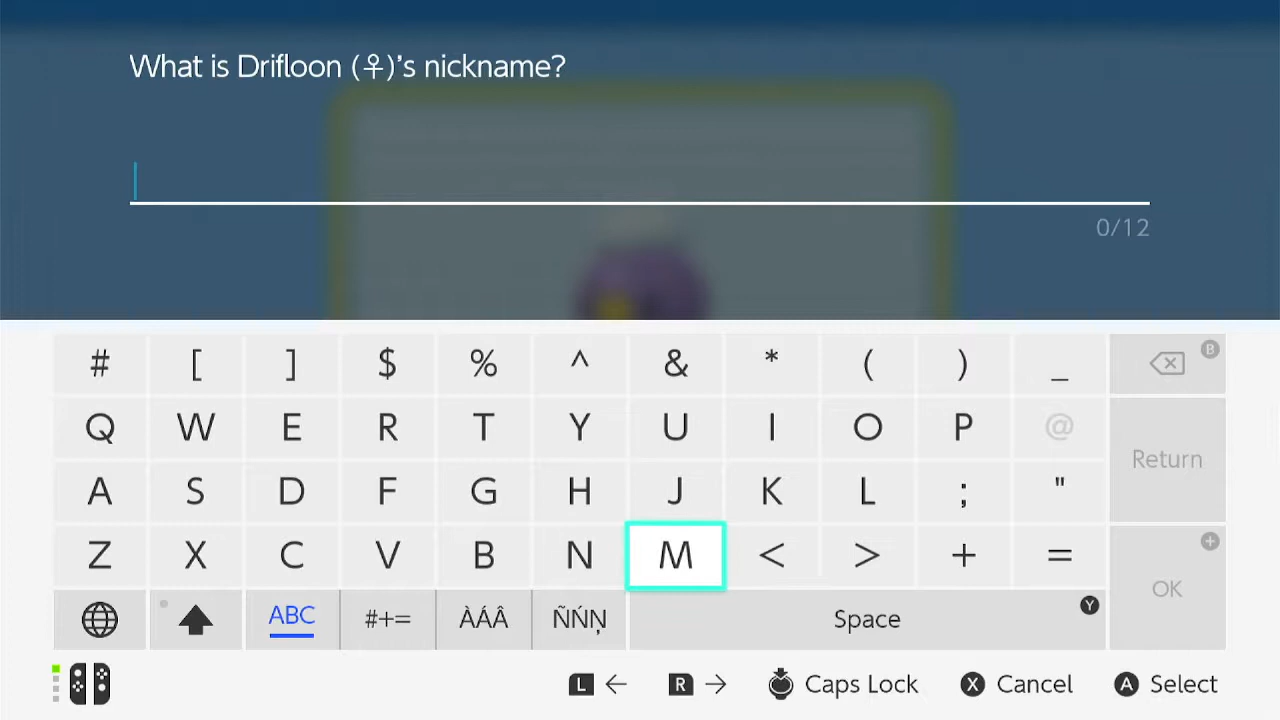 What is Drifloon (♀)'s nickname?
0/12
# [ ] $ % ^ & * ( ) _ B
Q W E R T Y U I O P @
Return
A S D F G H J K L ; "
Z X C V B N M < > + = +
OK
ABC #+= ÀÁÂ ÑŃŅ Space Y
L ← R → Caps Lock X Cancel A Select